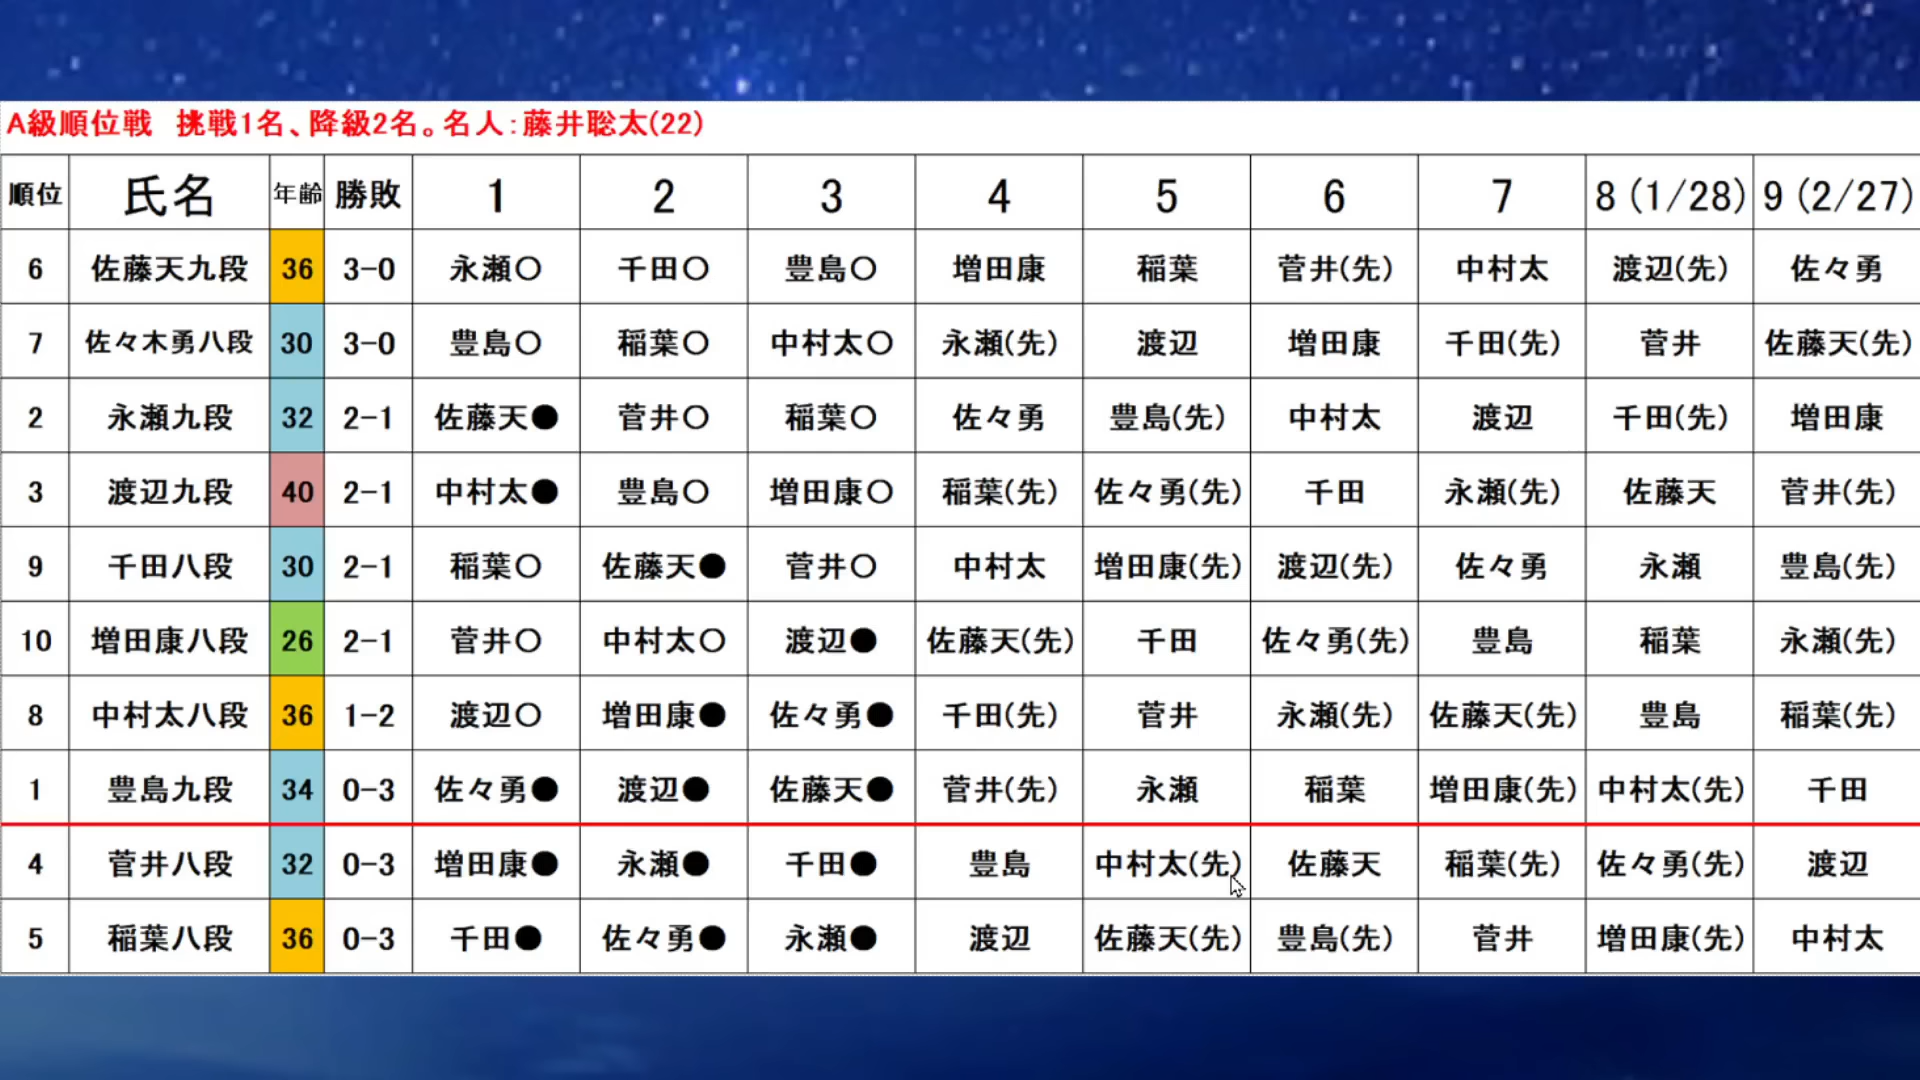 A級順位戦　挑戦1名、降級2名。名人：藤井聡太(22)
順位 氏名 年齢 勝敗 1 2 3 4 5 6 7 8(1/28) 9(2/27)
6 佐藤天九段 36 3-0 永瀬○ 千田○ 豊島○ 増田康 稲葉 菅井(先) 中村太 渡辺(先) 佐々勇
7 佐々木勇八段 30 3-0 豊島○ 稲葉○ 中村太○ 永瀬(先) 渡辺 増田康 千田(先) 菅井 佐藤天(先)
2 永瀬九段 32 2-1 佐藤天● 菅井○ 稲葉○ 佐々勇 豊島(先) 中村太 渡辺 千田(先) 増田康
3 渡辺九段 40 2-1 中村太● 豊島○ 増田康○ 稲葉(先) 佐々勇(先) 千田 永瀬(先) 佐藤天 菅井(先)
9 千田八段 30 2-1 稲葉○ 佐藤天● 菅井○ 中村太 増田康(先) 渡辺(先) 佐々勇 永瀬 豊島(先)
10 増田康八段 26 2-1 菅井○ 中村太○ 渡辺● 佐藤天(先) 千田 佐々勇(先) 豊島 稲葉 永瀬(先)
8 中村太八段 36 1-2 渡辺○ 増田康● 佐々勇● 千田(先) 菅井 永瀬(先) 佐藤天(先) 豊島 稲葉(先)
1 豊島九段 34 0-3 佐々勇● 渡辺● 佐藤天● 菅井(先) 永瀬 稲葉 増田康(先) 中村太(先) 千田
4 菅井八段 32 0-3 増田康● 永瀬● 千田● 豊島 中村太(先) 佐藤天 稲葉(先) 佐々勇(先) 渡辺
5 稲葉八段 36 0-3 千田● 佐々勇● 永瀬● 渡辺 佐藤天(先) 豊島(先) 菅井 増田康(先) 中村太